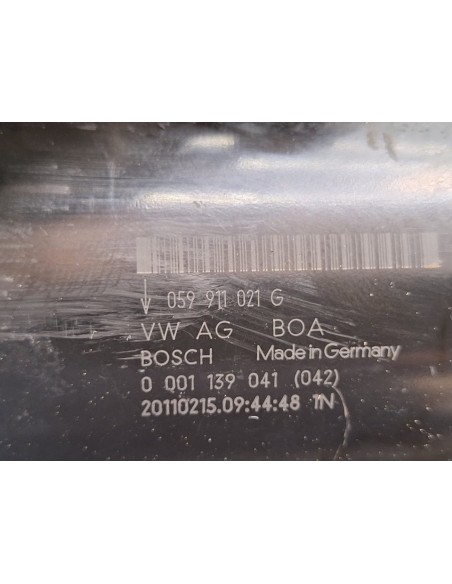 059 911 021 G
VW AG BOA
BOSCH Made in Germany
0 001 139 041 (042)
20110215.09:44:48 1N